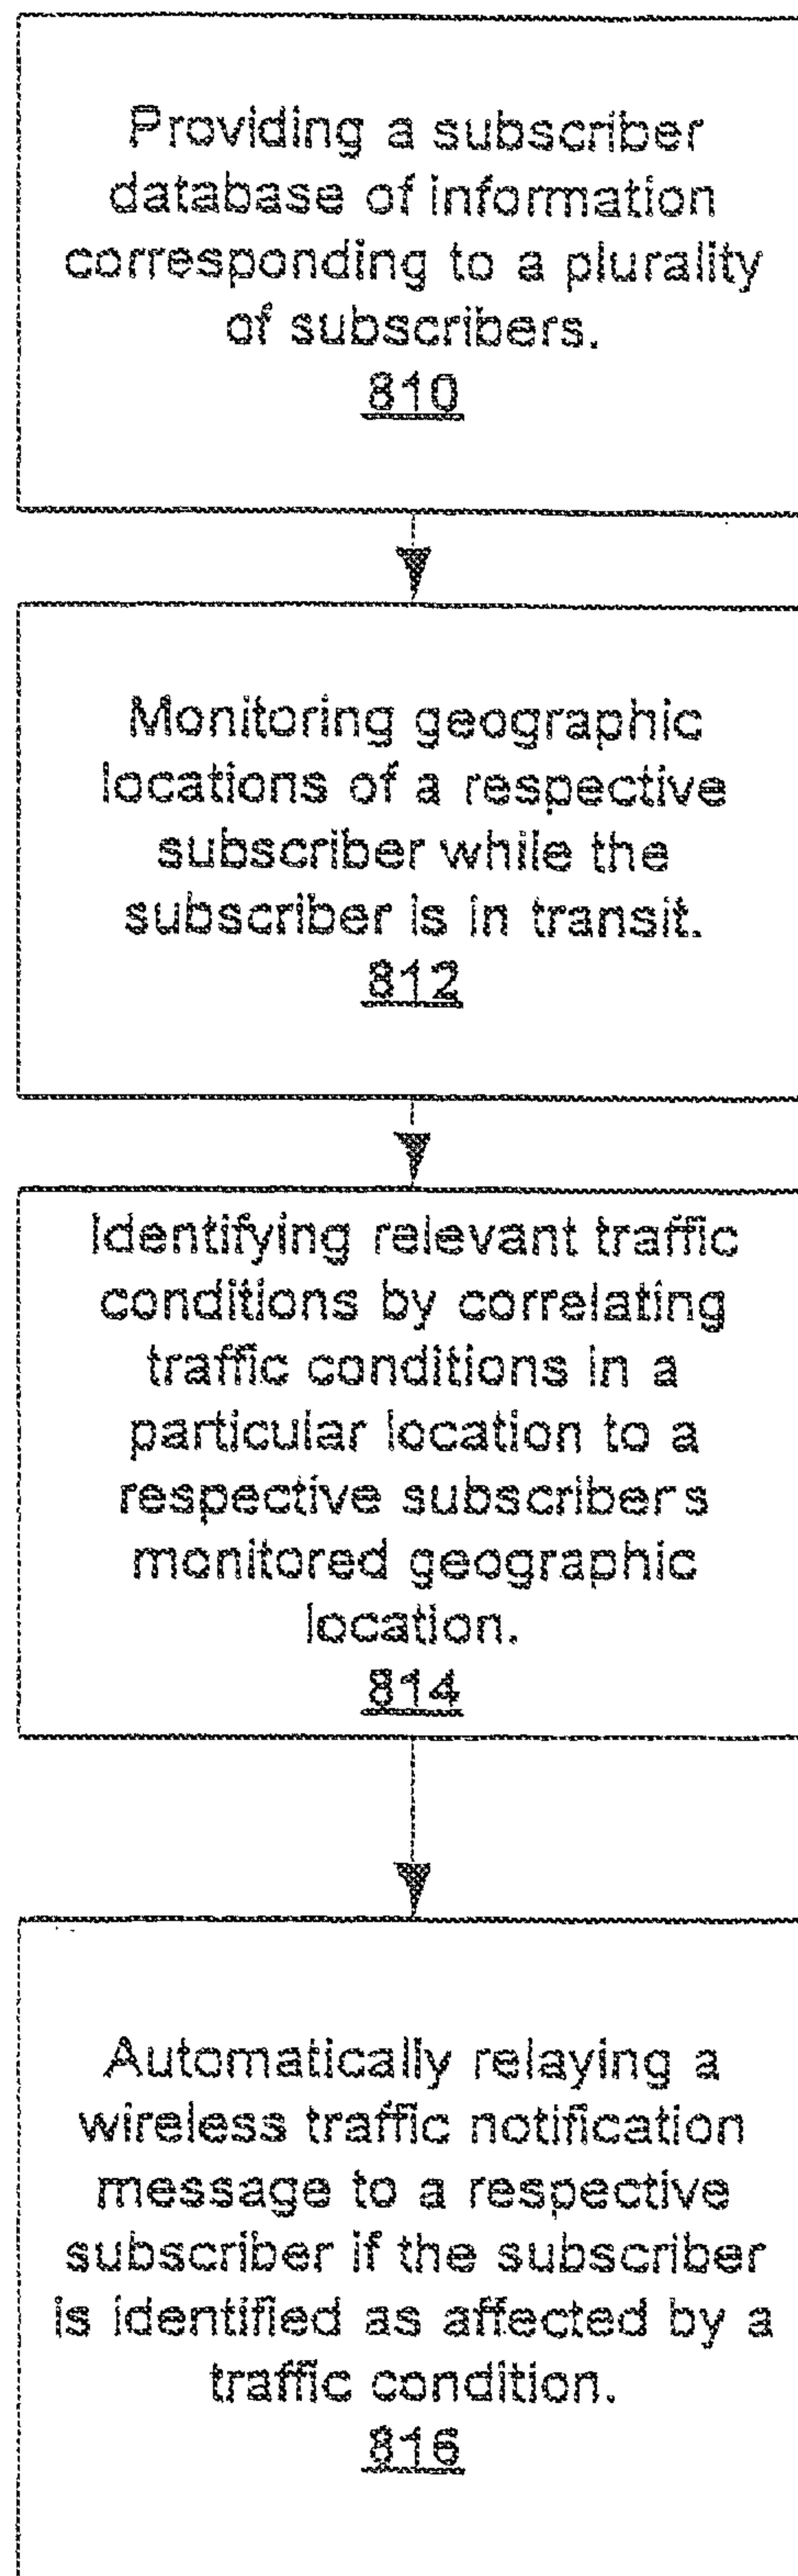 Providing a subscriber
database of information
corresponding to a plurality
of subscribers.
810
Monitoring geographic
locations of a respective
subscriber while the
subscriber is in transit.
812
Identifying relevant traffic
conditions by correlating
traffic conditions in a
particular location to a
respective subscribers
monitored geographic
location.
814
Automatically relaying a
wireless traffic notification
message to a respective
subscriber if the subscriber
is identified as affected by a
traffic condition.
816